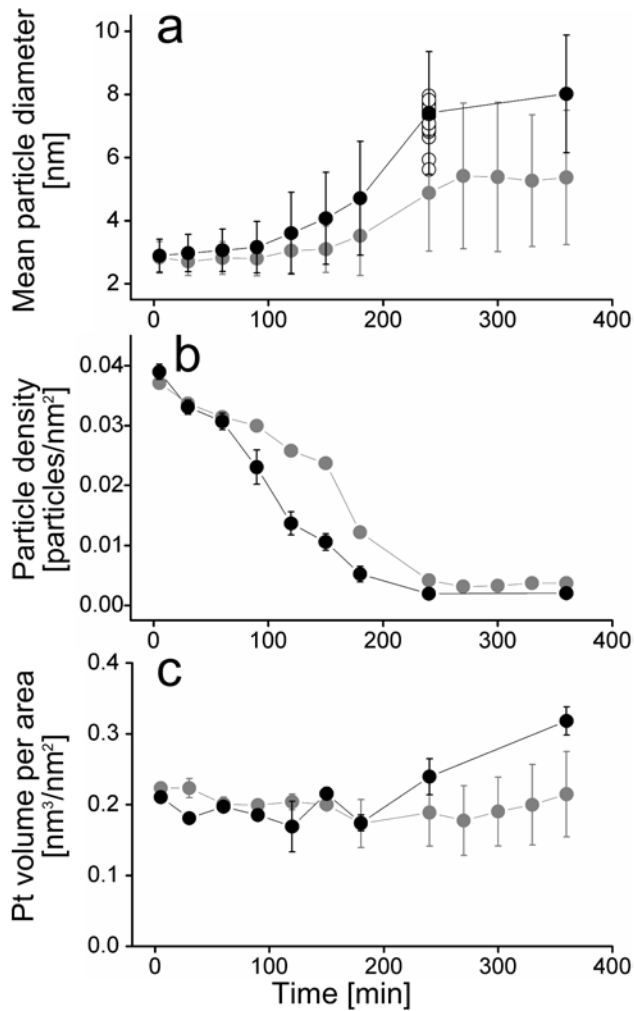 a
Mean particle diameter
[nm]
10
8
6
4
2
0 100 200 300 400
b
Particle density
[particles/nm²]
0.04
0.03
0.02
0.01
0.00
0 100 200 300 400
c
Pt volume per area
[nm³/nm²]
0.4
0.3
0.2
0.1
0.0
0 100 200 300 400
Time [min]